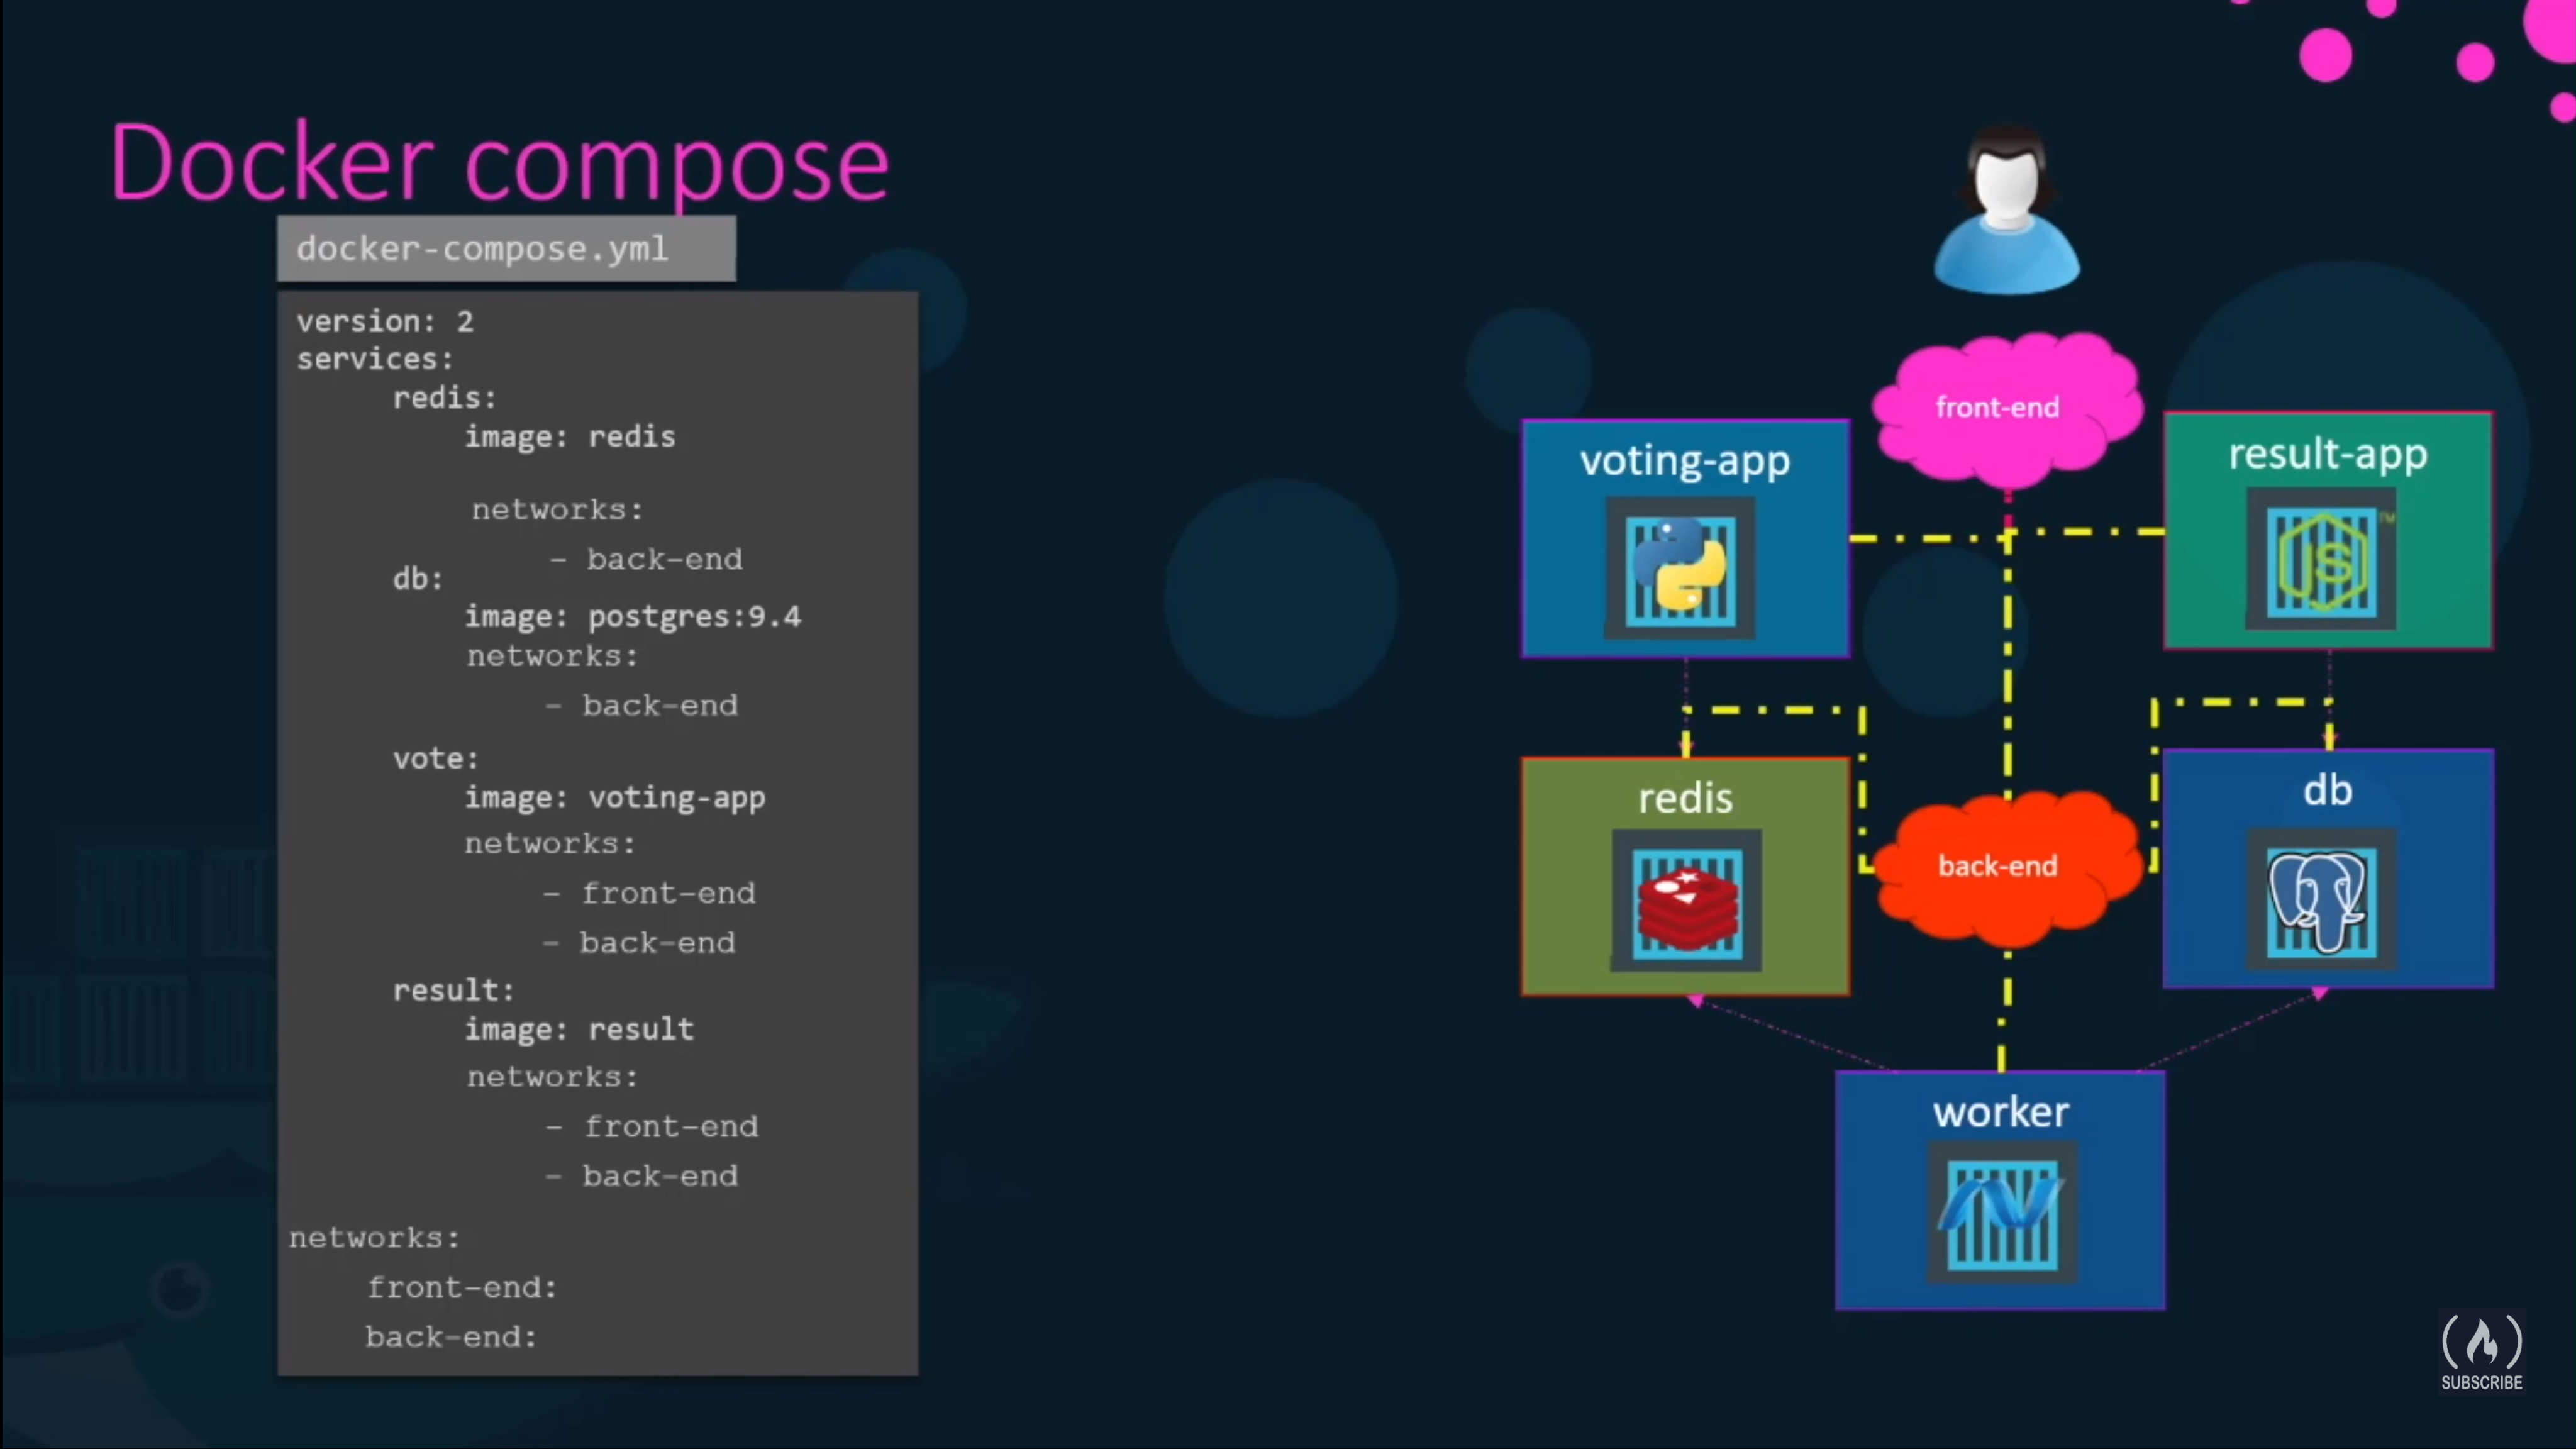 Docker compose
docker-compose.yml
version: 2
services:
redis:
image: redis
networks:
- back-end
db:
image: postgres:9.4
networks:
- back-end
vote:
image: voting-app
networks:
- front-end
- back-end
result:
image: result
networks:
- front-end
- back-end
networks:
front-end:
back-end:
front-end
voting-app
result-app
JS
TM
redis
back-end
db
worker
SUBSCRIBE